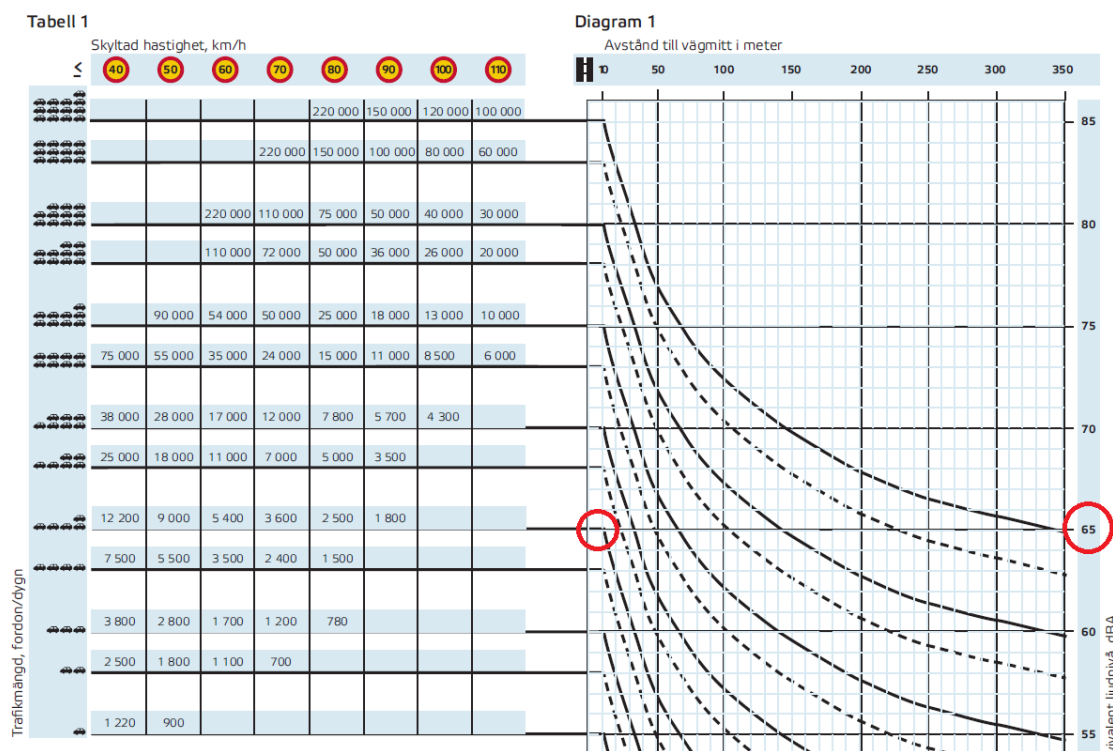 Tabell 1
Diagram 1
Skyltad hastighet, km/h
Avstånd till vägmitt i meter
≤ 40 50 60 70 80 90 100 110
10 50 100 150 200 250 300 350
220 000 150 000 120 000 100 000
85
220 000 150 000 100 000 80 000 60 000
220 000 110 000 75 000 50 000 40 000 30 000
80
110 000 72 000 50 000 36 000 26 000 20 000
90 000 54 000 50 000 25 000 18 000 13 000 10 000
75
75 000 55 000 35 000 24 000 15 000 11 000 8 500 6 000
38 000 28 000 17 000 12 000 7 800 5 700 4 300
70
25 000 18 000 11 000 7 000 5 000 3 500
12 200 9 000 5 400 3 600 2 500 1 800
65
7 500 5 500 3 500 2 400 1 500
3 800 2 800 1 700 1 200 780
60
2 500 1 800 1 100 700
1 220 900
55
Trafikmängd, fordon/dygn
ivalent ljudnivå, dBA